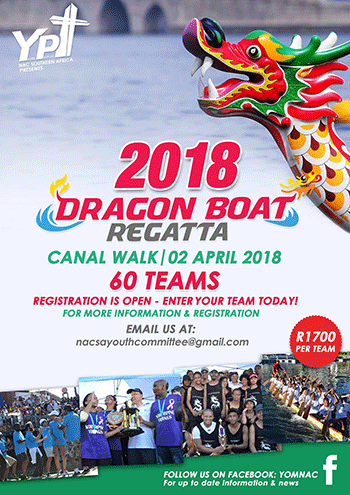 YPJ
NAC SOUTHERN AFRICA
PRESENTS
2018
DRAGON BOAT
REGATTA
CANAL WALK|02 APRIL 2018
60 TEAMS
REGISTRATION IS OPEN - ENTER YOUR TEAM TODAY!
FOR MORE INFORMATION & REGISTRATION
EMAIL US AT:
nacsayouthcommittee@gmail.com
R1700
PER TEAM
FOLLOW US ON FACEBOOK: YOMNAC
For up to date information & news
f